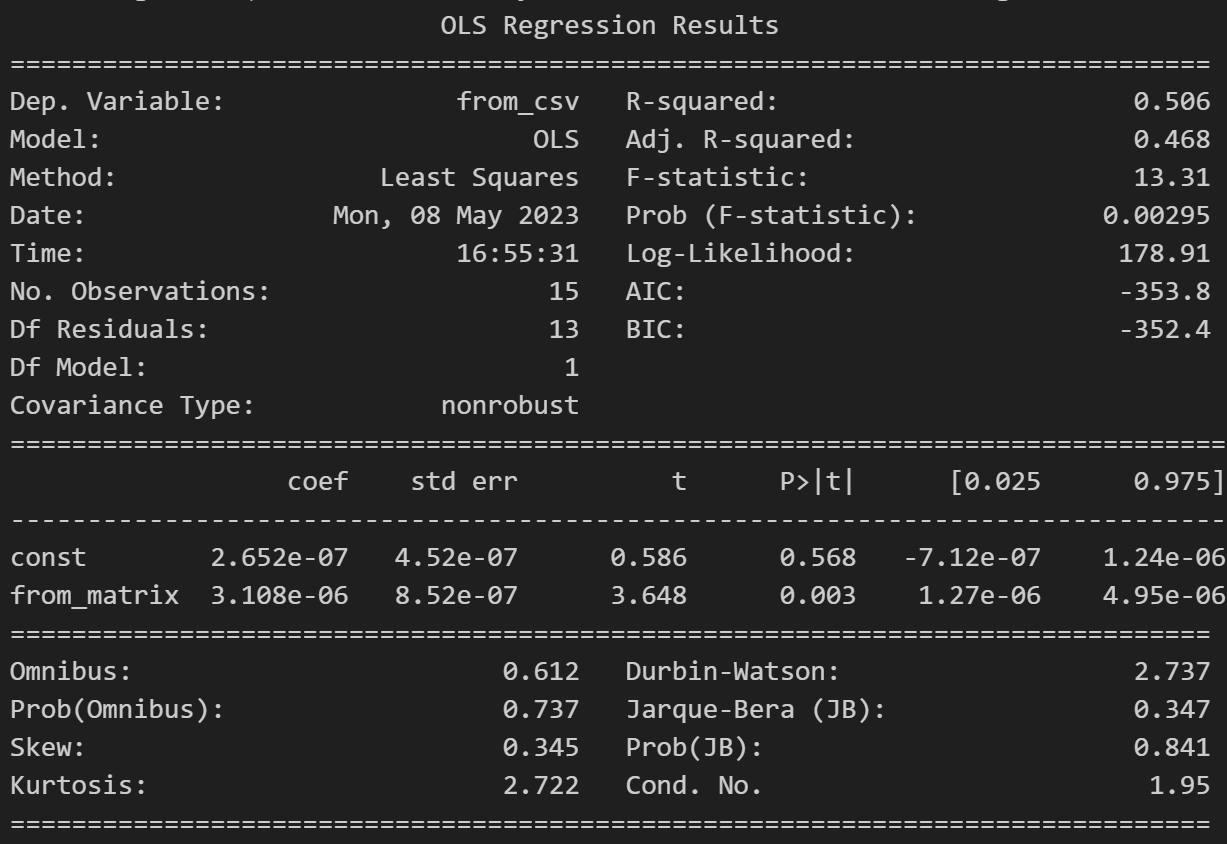 OLS Regression Results
==============================================================================
Dep. Variable:               from_csv   R-squared:                       0.506
Model:                            OLS   Adj. R-squared:                  0.468
Method:                 Least Squares   F-statistic:                     13.31
Date:                Mon, 08 May 2023   Prob (F-statistic):            0.00295
Time:                        16:55:31   Log-Likelihood:                 178.91
No. Observations:                  15   AIC:                            -353.8
Df Residuals:                      13   BIC:                            -352.4
Df Model:                           1
Covariance Type:            nonrobust
===============================================================================
                  coef    std err          t      P>|t|      [0.025      0.975]
-------------------------------------------------------------------------------
const        2.652e-07   4.52e-07      0.586      0.568   -7.12e-07    1.24e-06
from_matrix  3.108e-06   8.52e-07      3.648      0.003    1.27e-06    4.95e-06
==============================================================================
Omnibus:                        0.612   Durbin-Watson:                   2.737
Prob(Omnibus):                  0.737   Jarque-Bera (JB):                0.347
Skew:                           0.345   Prob(JB):                        0.841
Kurtosis:                       2.722   Cond. No.                         1.95
==============================================================================